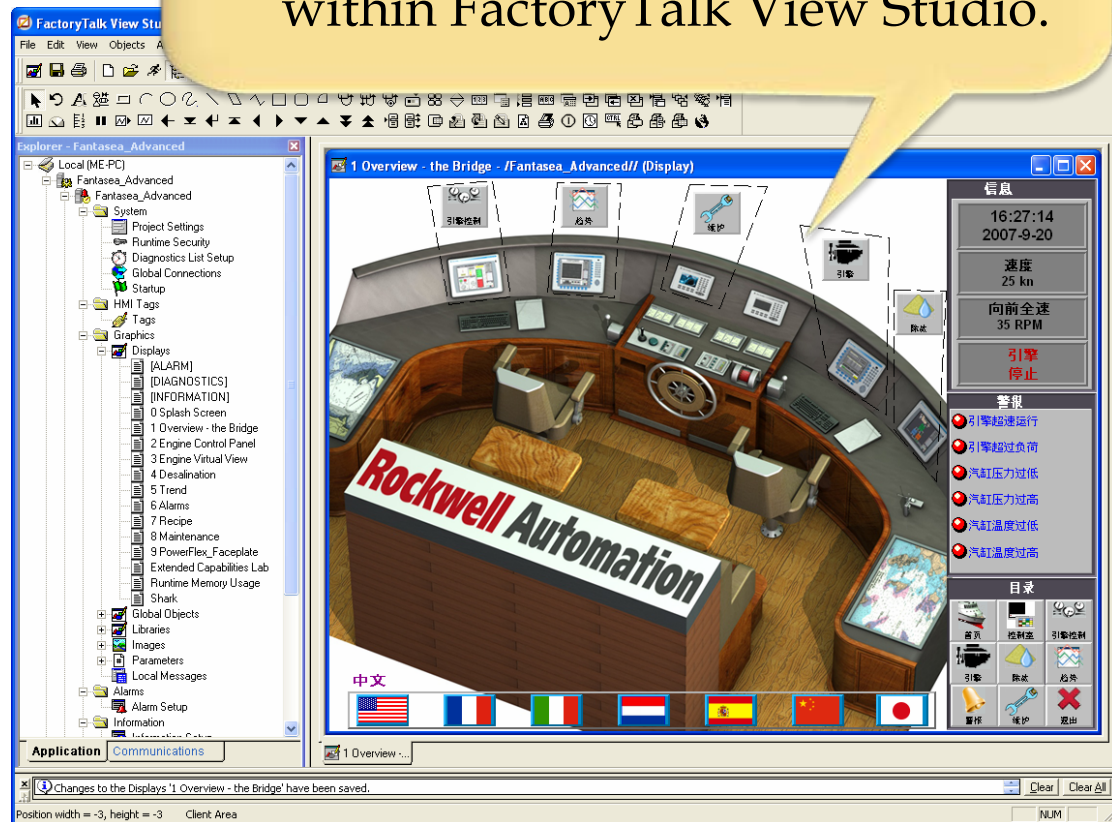 within FactoryTalk View Studio.
FactoryTalk View Stu
File Edit View Objects A
Explorer - Fantasea_Advanced
Local (ME-PC)
Fantasea_Advanced
Fantasea_Advanced
System
Project Settings
Runtime Security
Diagnostics List Setup
Global Connections
Startup
HMI Tags
Tags
Graphics
Displays
[ALARM]
[DIAGNOSTICS]
[INFORMATION]
0 Splash Screen
1 Overview - the Bridge
2 Engine Control Panel
3 Engine Virtual View
4 Desalination
5 Trend
6 Alarms
7 Recipe
8 Maintenance
9 PowerFlex_Faceplate
Extended Capabilities Lab
Runtime Memory Usage
Shark
Global Objects
Libraries
Images
Parameters
Local Messages
Alarms
Alarm Setup
Information
Application Communications
1 Overview - the Bridge - /Fantasea_Advanced// (Display)
引擎控制
趋势
维护
引擎
除盐
Rockwell Automation
中文
信息
16:27:14
2007-9-20
速度
25 kn
向前全速
35 RPM
引擎
停止
警报
引擎超速运行
引擎超过负荷
汽缸压力过低
汽缸压力过高
汽缸温度过低
汽缸温度过高
目录
首页 控制室 引擎控制
引擎 除盐 趋势
警报 维护 退出
1 Overview -...
Changes to the Displays '1 Overview - the Bridge' have been saved.
Clear Clear All
Position width = -3, height = -3 Client Area
NUM